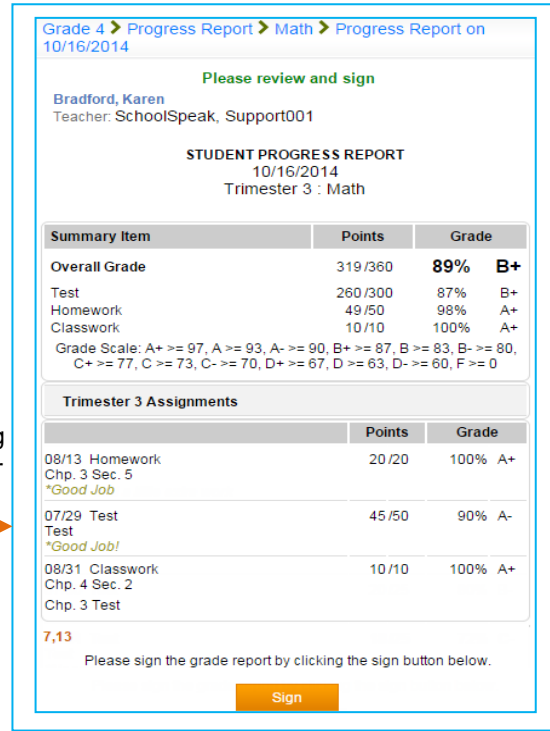 Grade 4 > Progress Report > Math > Progress Report on
10/16/2014
Please review and sign
Bradford, Karen
Teacher: SchoolSpeak, Support001
STUDENT PROGRESS REPORT
10/16/2014
Trimester 3 : Math
Summary Item Points Grade
Overall Grade 319/360 89% B+
Test 260/300 87% B+
Homework 49/50 98% A+
Classwork 10/10 100% A+
Grade Scale: A+ >= 97, A >= 93, A- >= 90, B+ >= 87, B >= 83, B- >= 80,
C+ >= 77, C >= 73, C- >= 70, D+ >= 67, D >= 63, D- >= 60, F >= 0
Trimester 3 Assignments
Points Grade
08/13 Homework 20/20 100% A+
Chp. 3 Sec. 5
*Good Job
07/29 Test 45/50 90% A-
Test
*Good Job!
08/31 Classwork 10/10 100% A+
Chp. 4 Sec. 2
Chp. 3 Test
7,13
Please sign the grade report by clicking the sign button below.
Sign